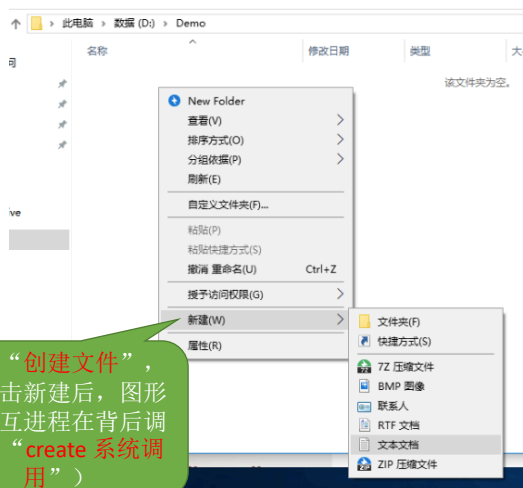 此电脑 › 数据 (D:) › Demo
名称 修改日期 类型 大
问
该文件夹为空。
New Folder
查看(V)
排序方式(O)
分组依据(P)
刷新(E)
自定义文件夹(F)...
粘贴(P)
粘贴快捷方式(S)
撤消 重命名(U) Ctrl+Z
授予访问权限(G)
新建(W)
属性(R)
文件夹(F)
快捷方式(S)
7Z 压缩文件
BMP 图像
联系人
RTF 文档
文本文档
ZIP 压缩文件
ive
“创建文件”，
击新建后，图形
互进程在背后调
“create 系统调
用”）